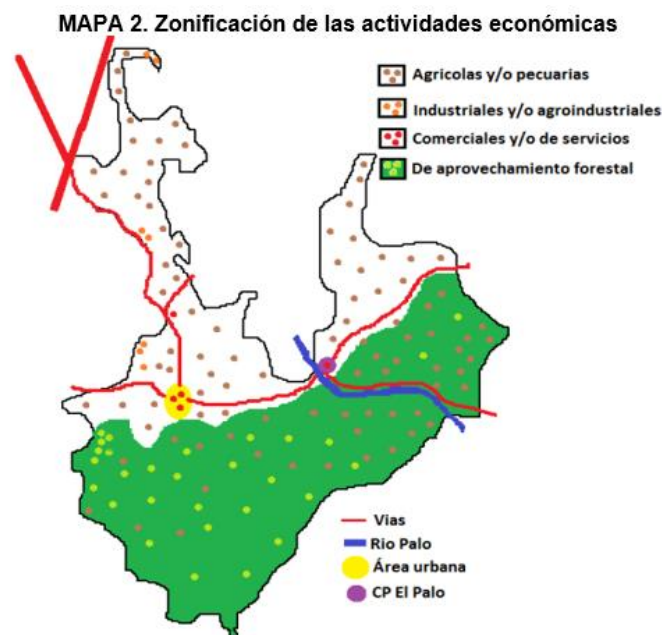 MAPA 2. Zonificación de las actividades económicas
Agricolas y/o pecuarias
Industriales y/o agroindustriales
Comerciales y/o de servicios
De aprovechamiento forestal
Vias
Rio Palo
Área urbana
CP El Palo